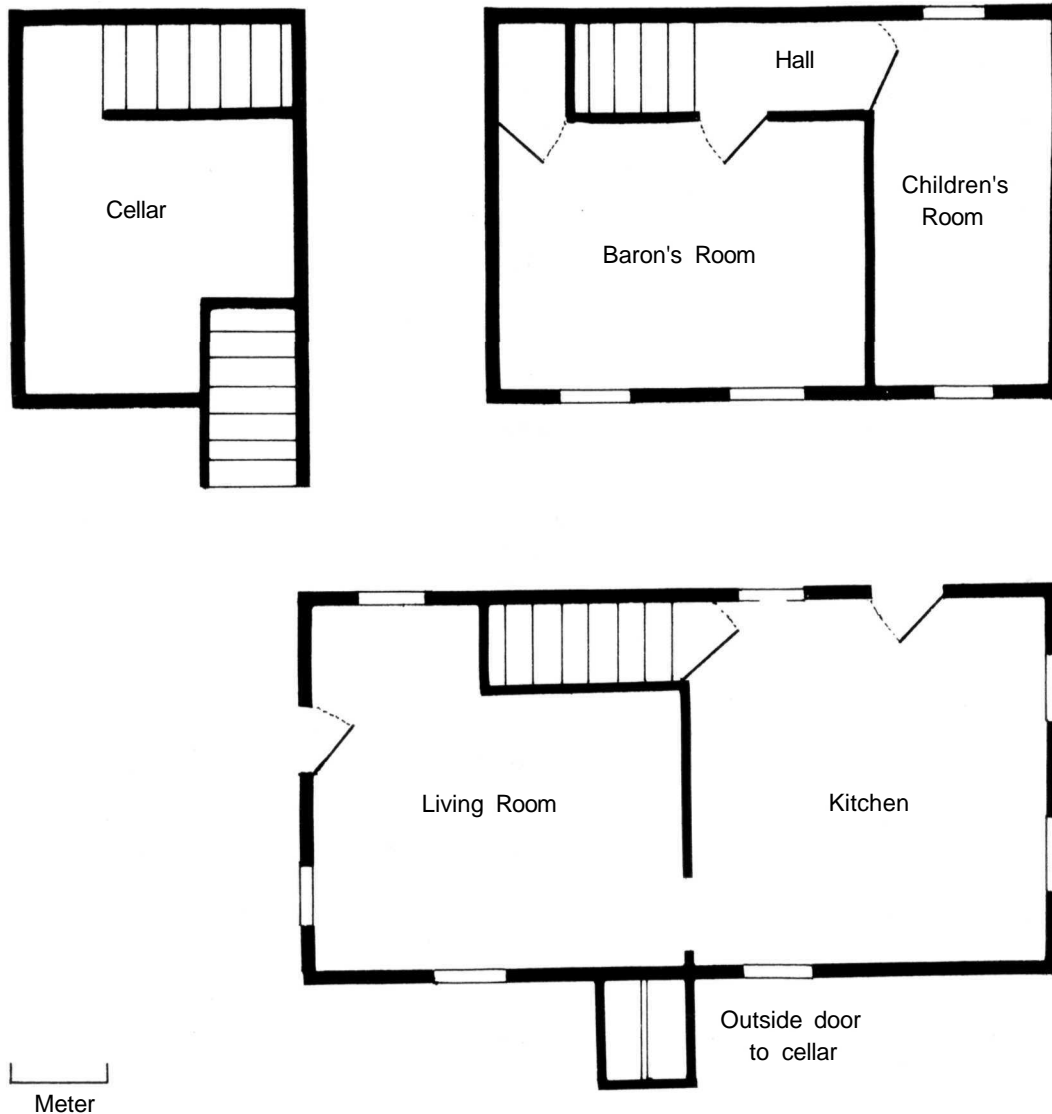 Hall
Cellar
Children's
Room
Baron's Room
Living Room
Kitchen
Outside door
to cellar
Meter